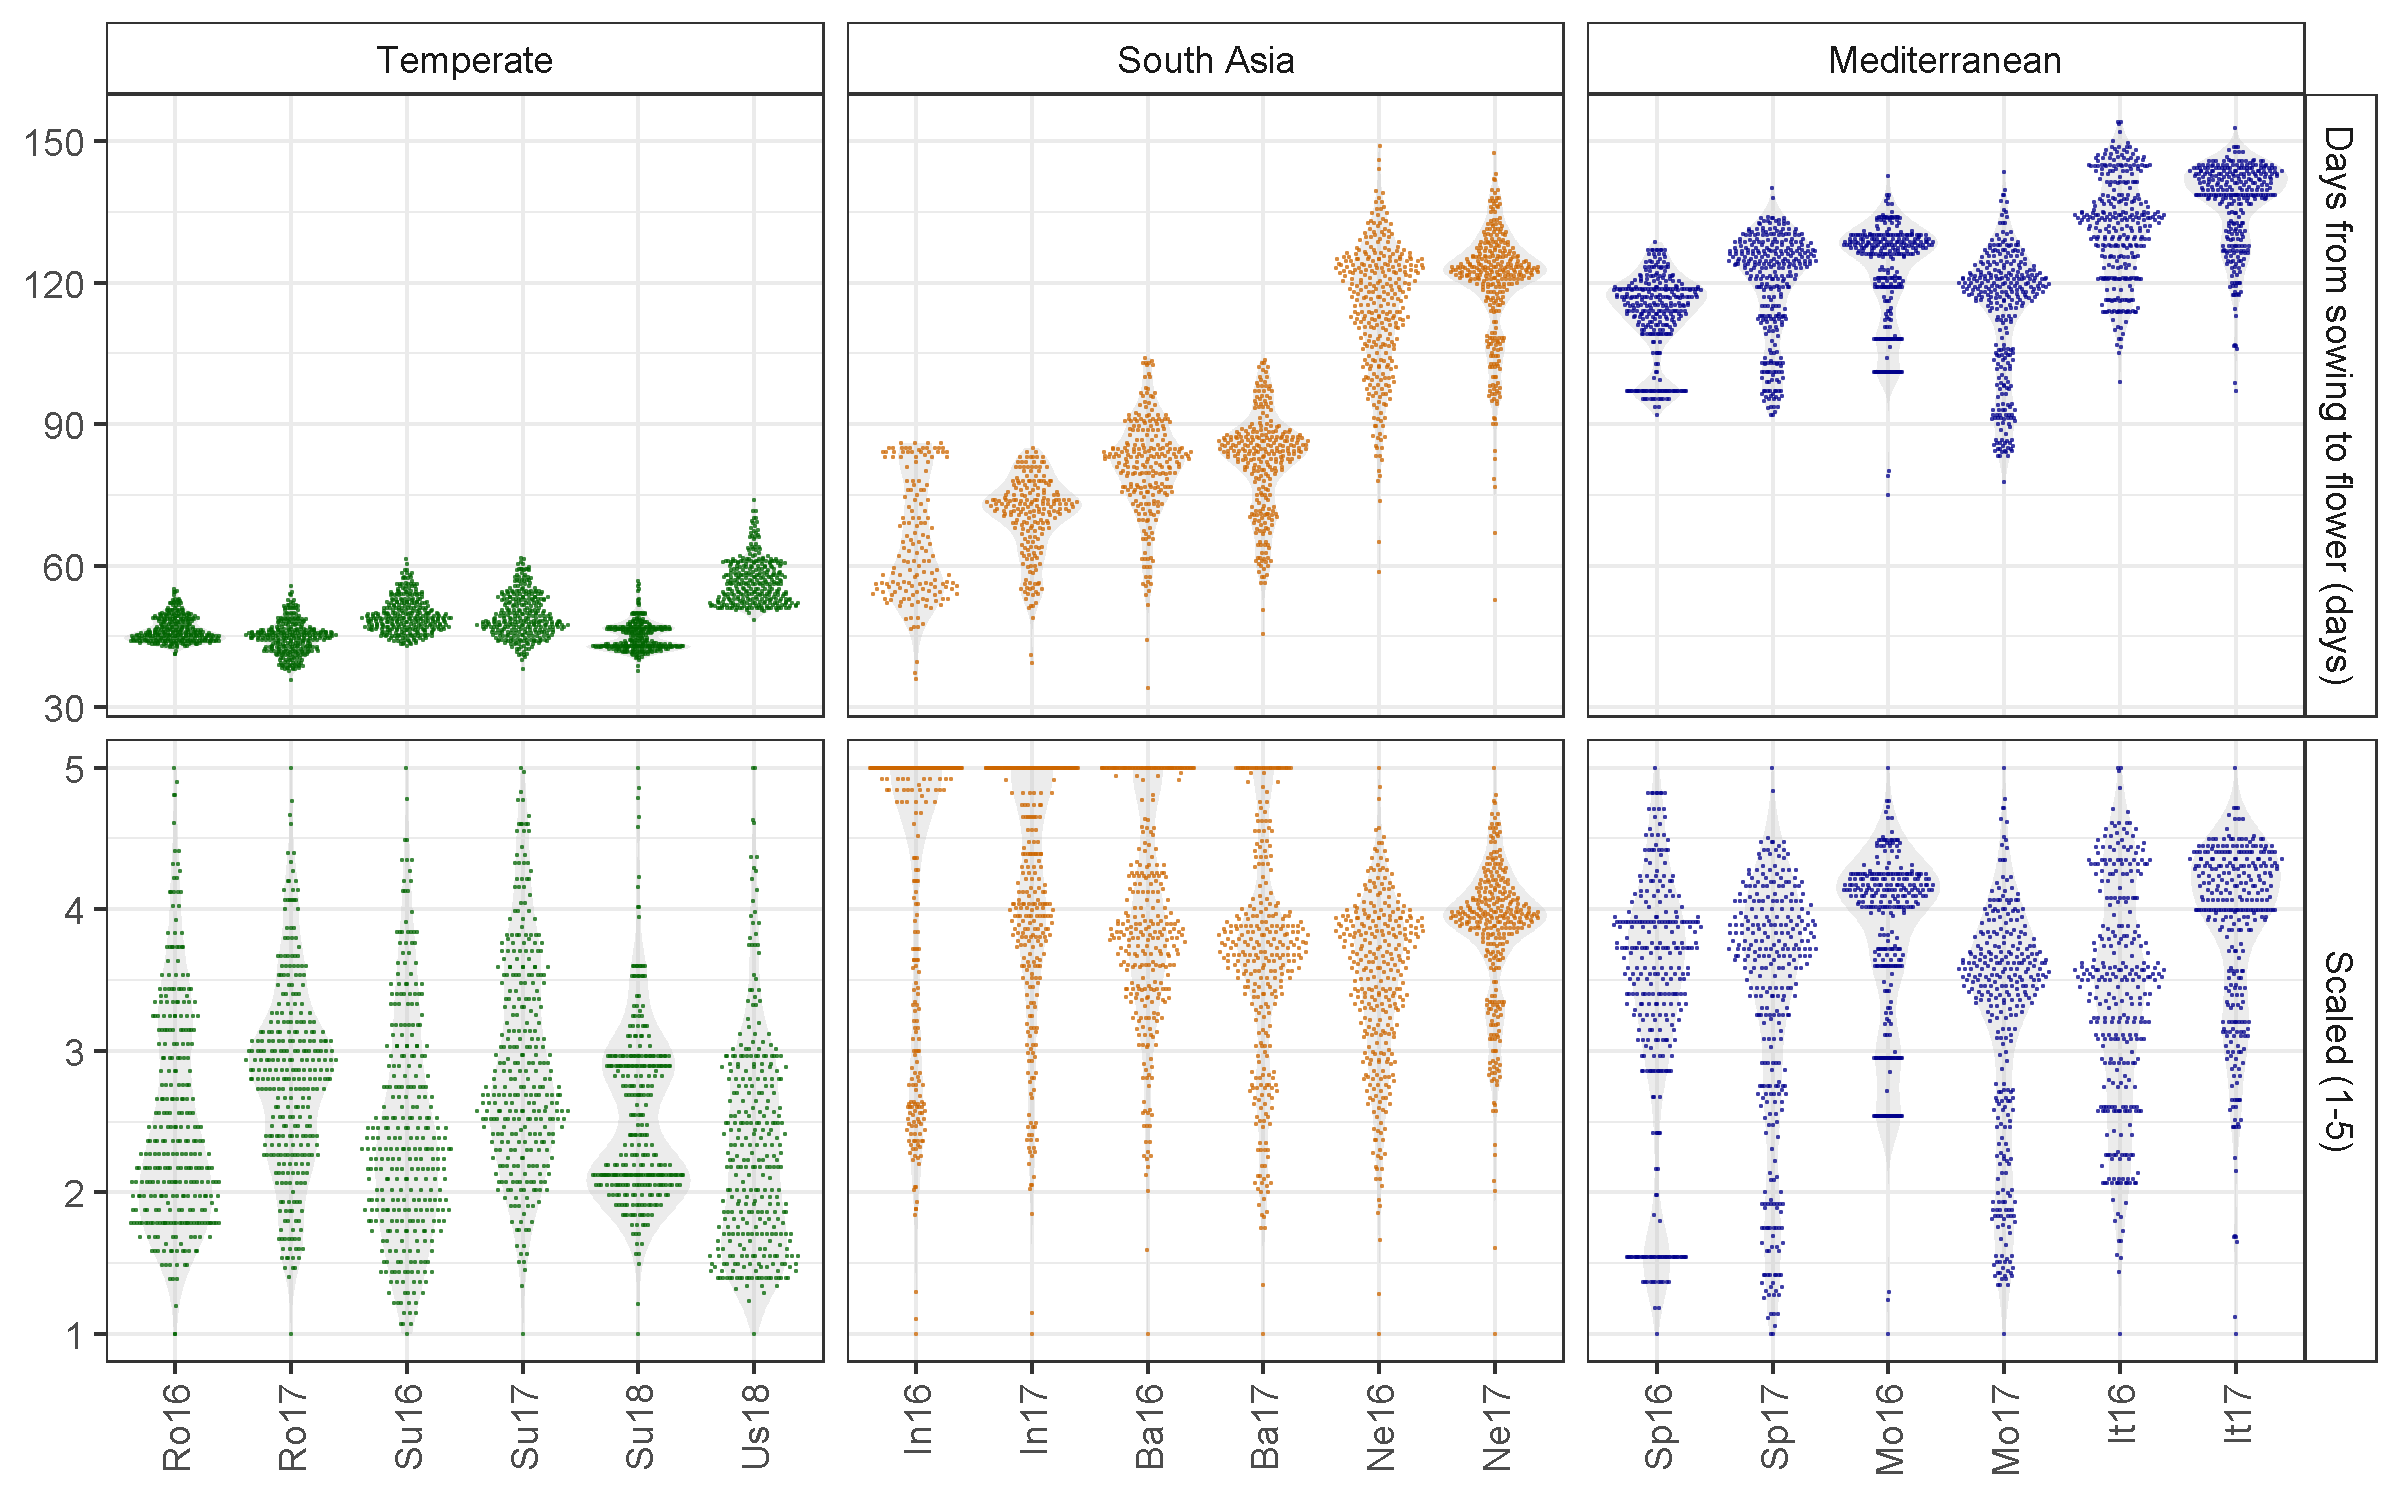 Temperate
South Asia
Mediterranean
150
120
90
60
30
Days from sowing to flower (days)
5
4
3
2
1
Scaled (1-5)
Ro16
Ro17
Su16
Su17
Su18
Us18
In16
In17
Ba16
Ba17
Ne16
Ne17
Sp16
Sp17
Mo16
Mo17
It16
It17